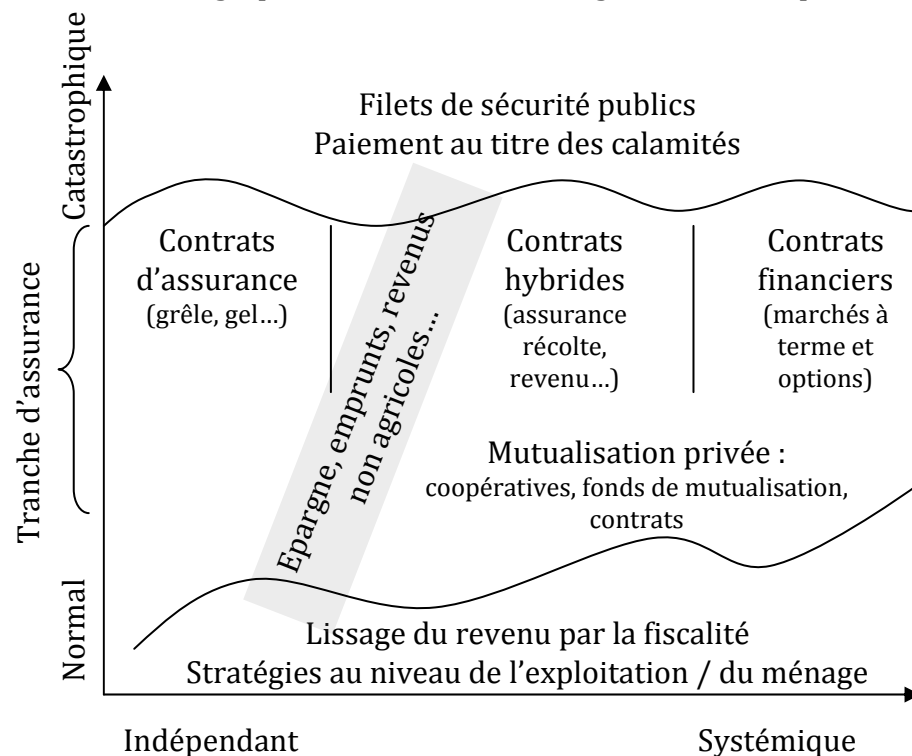 Catastrophique
Filets de sécurité publics
Paiement au titre des calamités
Tranche d’assurance
Contrats
d’assurance
(grêle, gel…)
Epargne, emprunts, revenus
non agricoles…
Contrats
hybrides
(assurance
récolte,
revenu…)
Contrats
financiers
(marchés à
terme et
options)
Mutualisation privée :
coopératives, fonds de mutualisation,
contrats
Normal
Lissage du revenu par la fiscalité
Stratégies au niveau de l’exploitation / du ménage
Indépendant
Systémique